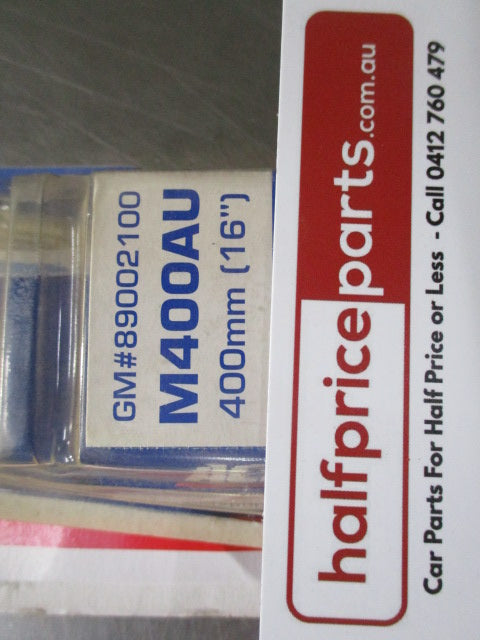 GM#89002100
M400AU
400mm (16")
halfpriceparts.com.au
Car Parts For Half Price or Less - Call 0412 760 479